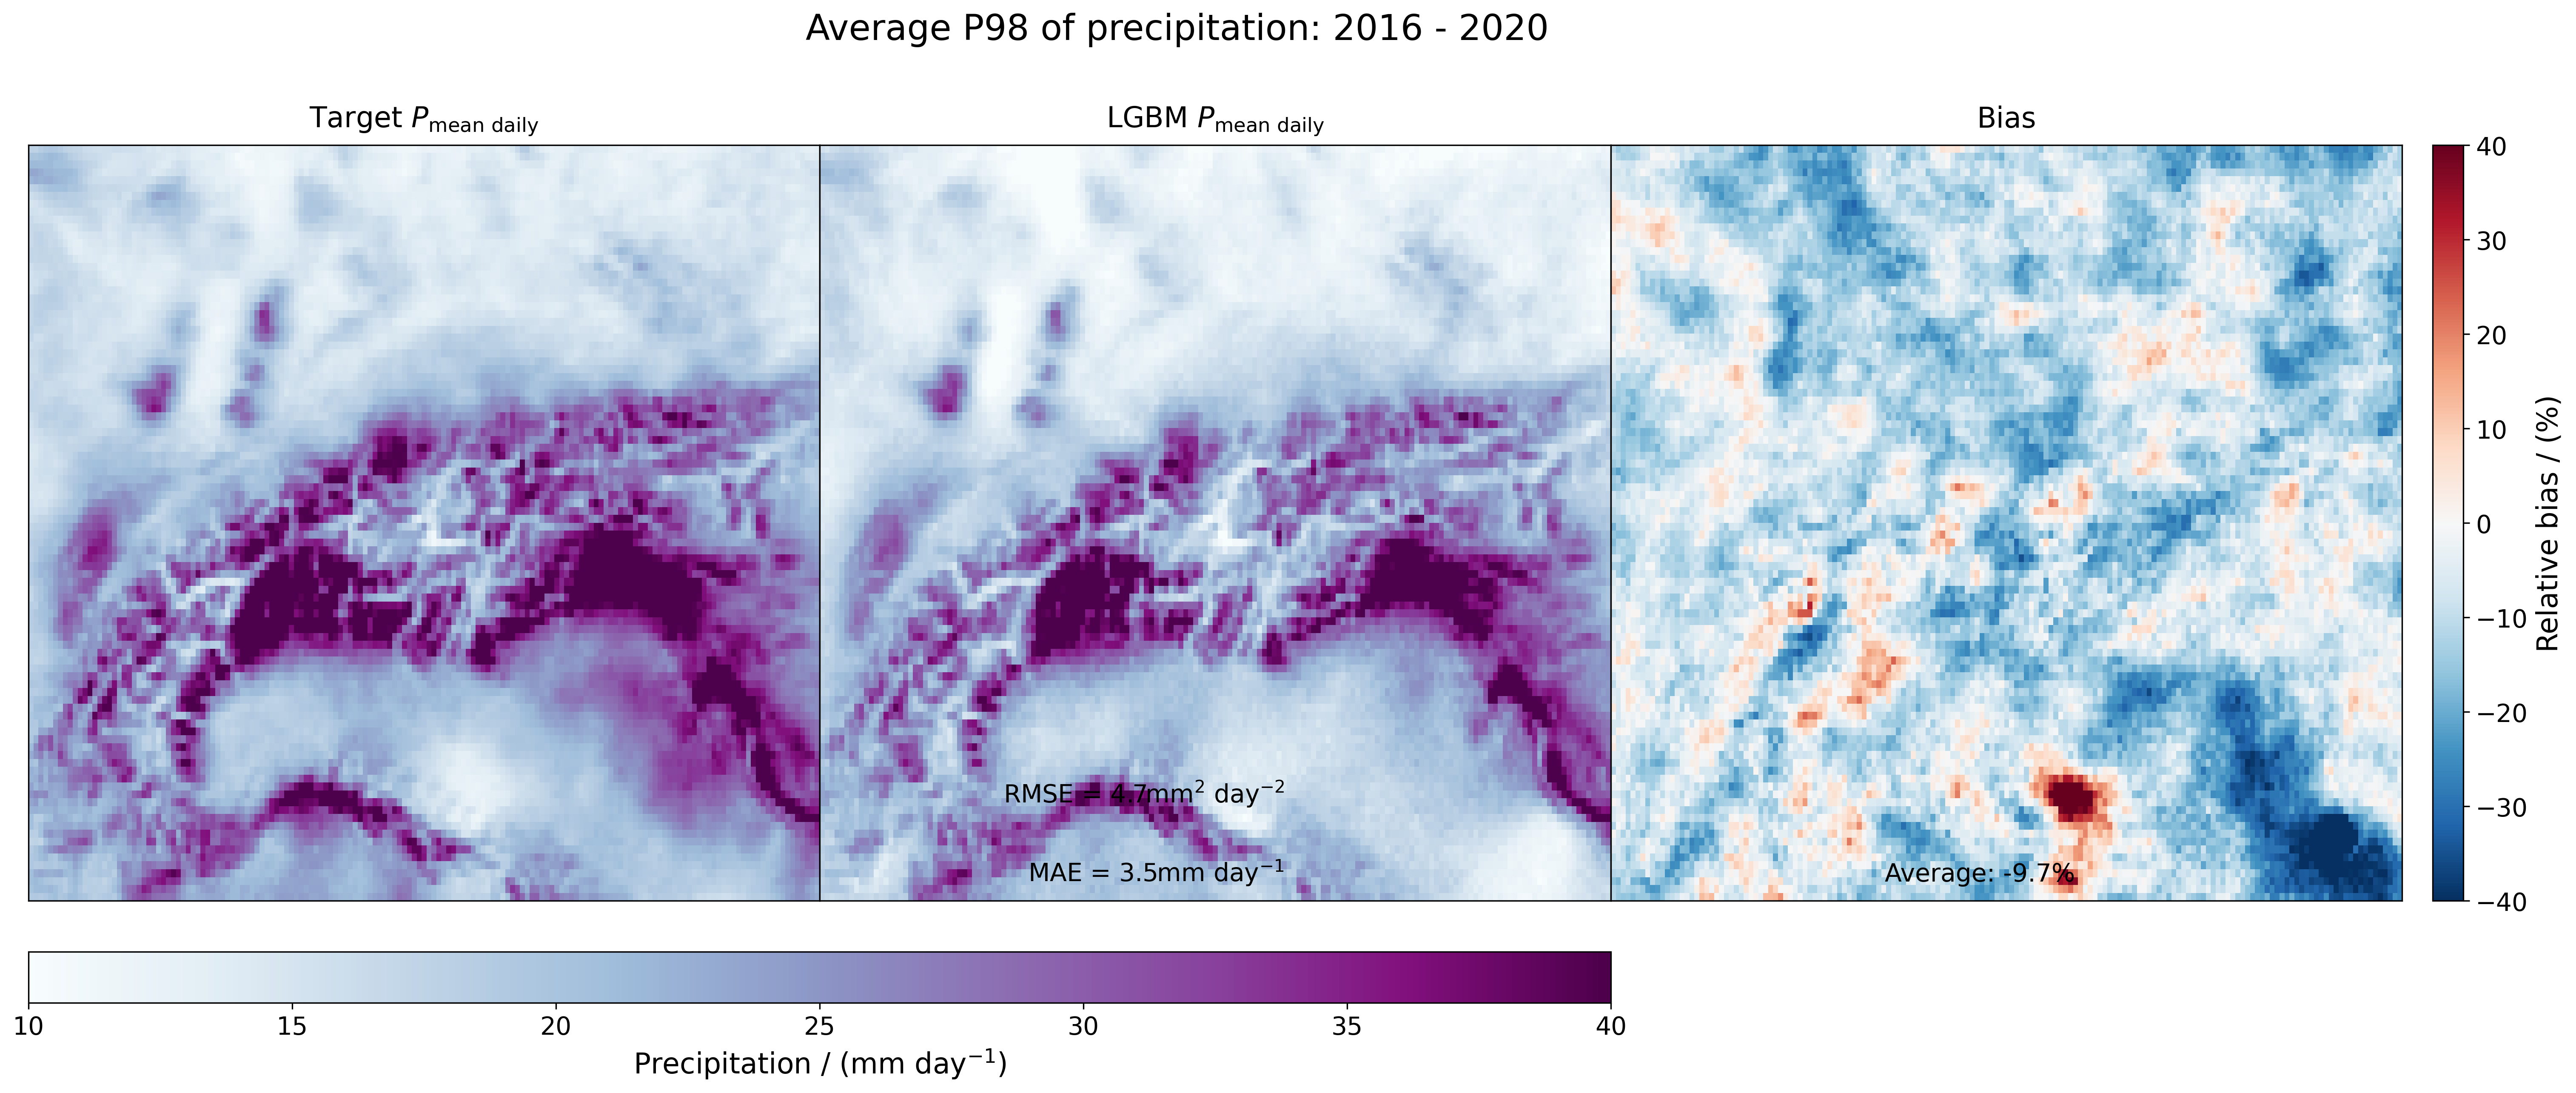 Average P98 of precipitation: 2016 - 2020
Target P mean daily
LGBM P mean daily
Bias
RMSE = 4.7mm² day⁻²
MAE = 3.5mm day⁻¹
Average: -9.7%
40
30
20
10
0
−10
−20
−30
−40
Relative bias / (%)
10 15 20 25 30 35 40
Precipitation / (mm day⁻¹)